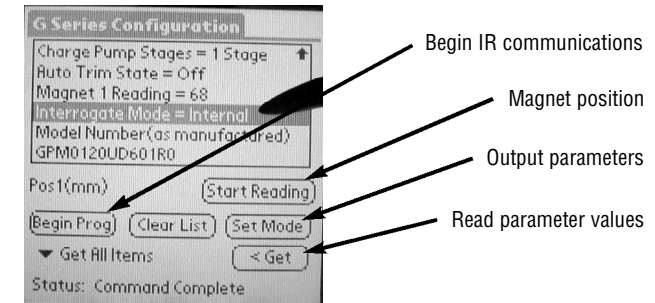 G Series Configuration
Charge Pump Stages = 1 Stage
Auto Trim State = Off
Magnet 1 Reading = 68
Interrogate Mode = Internal
Model Number(as manufactured)
GPM0120UD601R0
Pos1(mm)
Start Reading
Begin Prog
Clear List
Set Mode
Get All Items
< Get
Status: Command Complete
Begin IR communications
Magnet position
Output parameters
Read parameter values